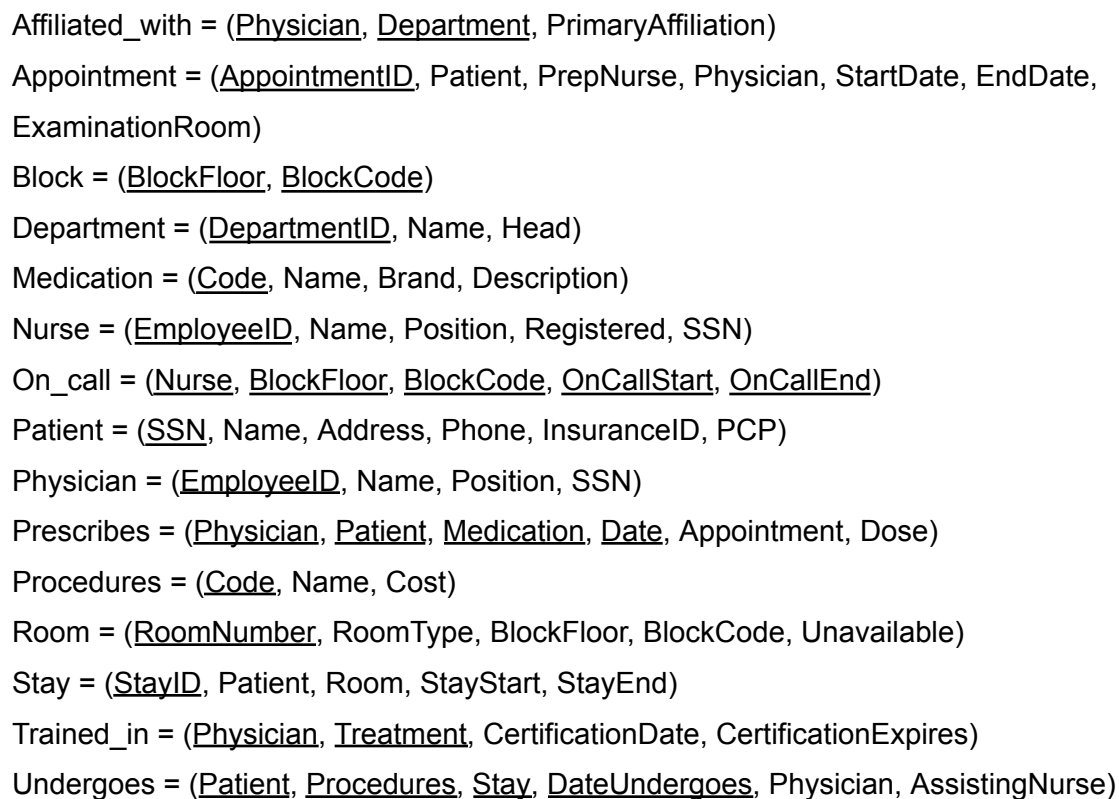 Affiliated_with = (Physician, Department, PrimaryAffiliation)
Appointment = (AppointmentID, Patient, PrepNurse, Physician, StartDate, EndDate,
ExaminationRoom)
Block = (BlockFloor, BlockCode)
Department = (DepartmentID, Name, Head)
Medication = (Code, Name, Brand, Description)
Nurse = (EmployeeID, Name, Position, Registered, SSN)
On_call = (Nurse, BlockFloor, BlockCode, OnCallStart, OnCallEnd)
Patient = (SSN, Name, Address, Phone, InsuranceID, PCP)
Physician = (EmployeeID, Name, Position, SSN)
Prescribes = (Physician, Patient, Medication, Date, Appointment, Dose)
Procedures = (Code, Name, Cost)
Room = (RoomNumber, RoomType, BlockFloor, BlockCode, Unavailable)
Stay = (StayID, Patient, Room, StayStart, StayEnd)
Trained_in = (Physician, Treatment, CertificationDate, CertificationExpires)
Undergoes = (Patient, Procedures, Stay, DateUndergoes, Physician, AssistingNurse)